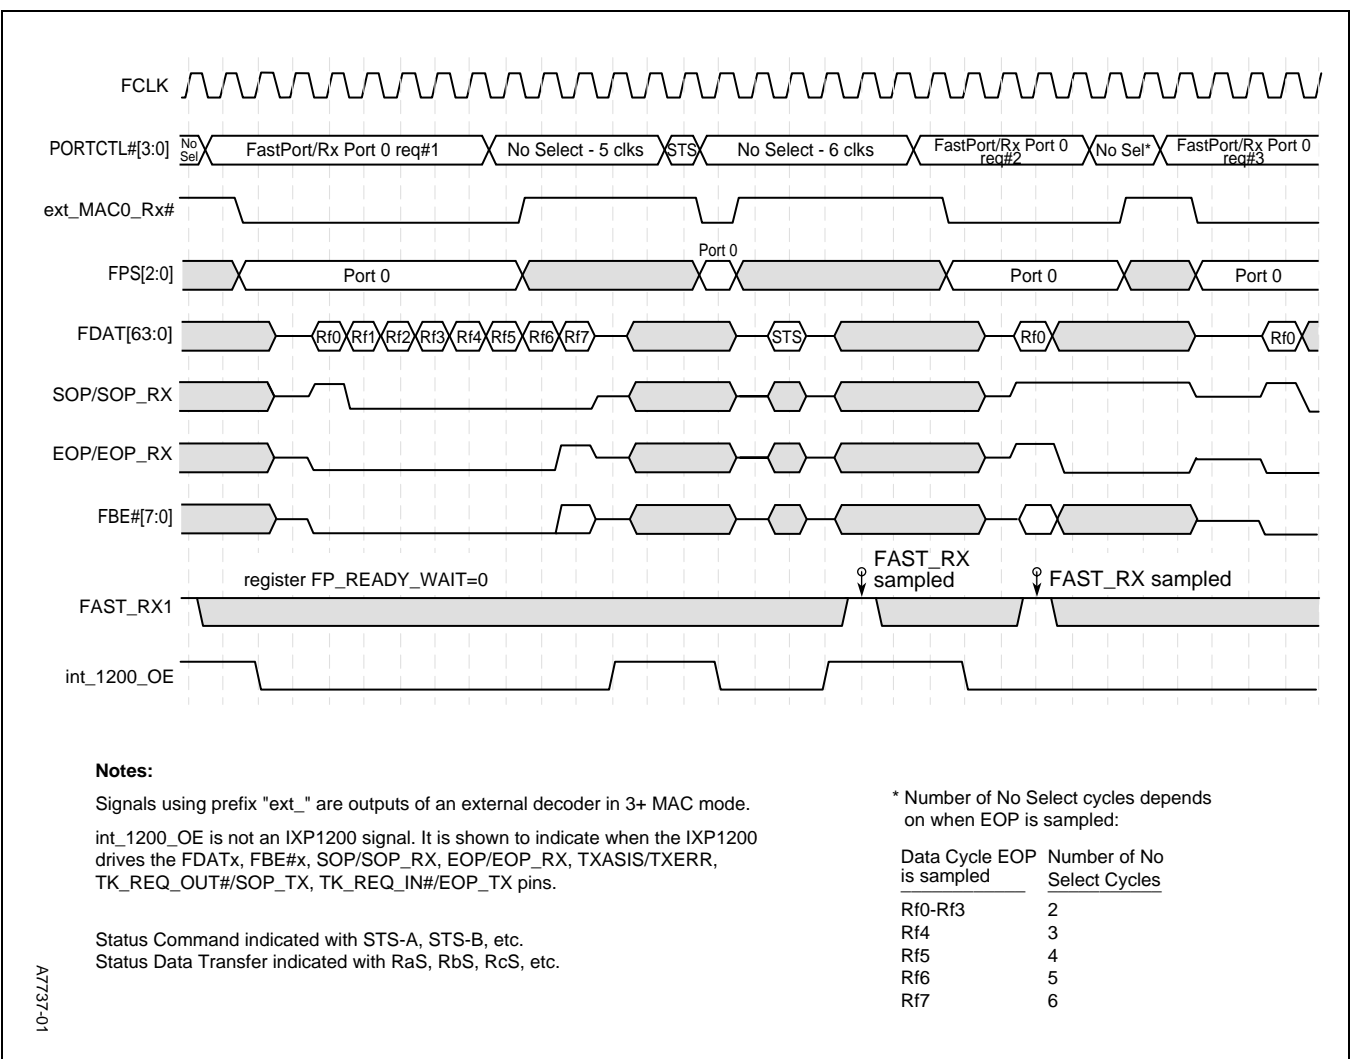 FCLK
PORTCTL#[3:0]
No
Sel
FastPort/Rx Port 0 req#1
No Select - 5 clks
STS
No Select - 6 clks
FastPort/Rx Port 0
req#2
No Sel*
FastPort/Rx Port 0
req#3
ext_MAC0_Rx#
FPS[2:0]
Port 0
Port 0
Port 0
Port 0
FDAT[63:0]
Rf0
Rf1
Rf2
Rf3
Rf4
Rf5
Rf6
Rf7
STS
Rf0
Rf0
SOP/SOP_RX
EOP/EOP_RX
FBE#[7:0]
register FP_READY_WAIT=0
FAST_RX
sampled
FAST_RX sampled
FAST_RX1
int_1200_OE
Notes:
Signals using prefix "ext_" are outputs of an external decoder in 3+ MAC mode.
int_1200_OE is not an IXP1200 signal. It is shown to indicate when the IXP1200
drives the FDATx, FBE#x, SOP/SOP_RX, EOP/EOP_RX, TXASIS/TXERR,
TK_REQ_OUT#/SOP_TX, TK_REQ_IN#/EOP_TX pins.
Status Command indicated with STS-A, STS-B, etc.
Status Data Transfer indicated with RaS, RbS, RcS, etc.
* Number of No Select cycles depends
on when EOP is sampled:
Data Cycle EOP Number of No
is sampled Select Cycles
Rf0-Rf3 2
Rf4 3
Rf5 4
Rf6 5
Rf7 6
A7737-01